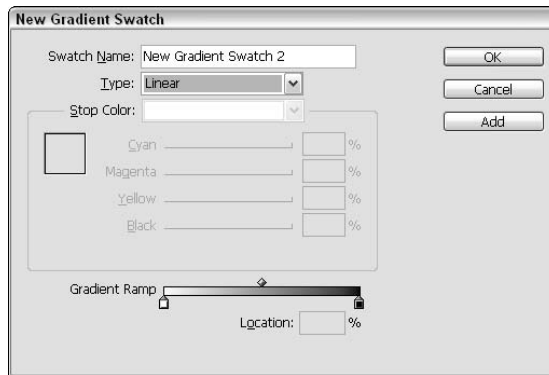 New Gradient Swatch
Swatch Name: New Gradient Swatch 2
OK
Type: Linear
Cancel
Stop Color:
Add
Cyan %
Magenta %
Yellow %
Black %
Gradient Ramp
Location: %